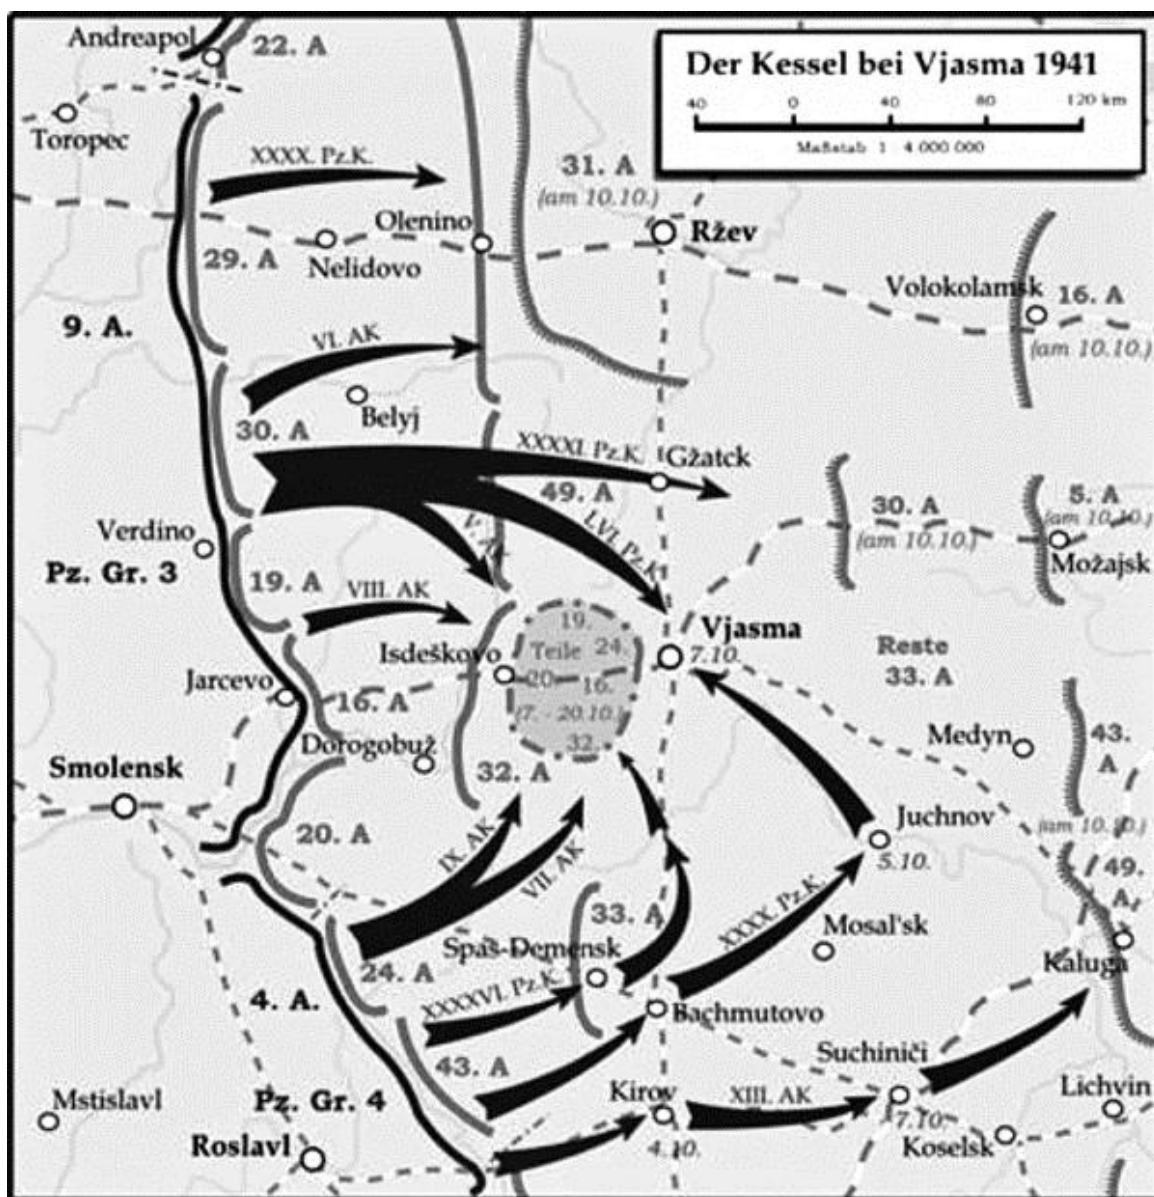 Der Kessel bei Vjasma 1941
40 0 40 80 120 km
Maßstab 1 : 4 000 000
Andreapol
22. A
Toropec
XXXX. Pz.K.
31. A
(am 10.10.)
Olenino
Ržev
29. A
Nelidovo
Volokolamsk
16. A
(am 10.10.)
9. A.
VI. AK
Belyj
30. A
XXXXI. Pz.K.
Gžatck
49. A
30. A
(am 10.10.)
5. A
(am 10.10.)
Možajsk
Verdino
V. AK
LVI. Pz.K.
Pz. Gr. 3
19. A
VIII. AK
Vjasma
7.10.
19.
Teile
24.
20.
16.
(7. - 20.10.)
32.
Isdeškovo
Reste
33. A
Jarcevo
16. A
Dorogobuž
Medyn
43.
A
(am 10.10.)
Smolensk
32. A
20. A
IX. AK
VII. AK
Juchnov
5.10.
49.
A.
33. A
XXXX. Pz.K.
Mosal'sk
Spas-Demensk
24. A
XXXXVI. Pz.K.
Kaluga
4. A.
Bachmutovo
43. A
Suchiniči
Kirov
XIII. AK
Lichvin
Mstislavl
Pz. Gr. 4
4.10.
7.10.
Koselsk
Roslavl